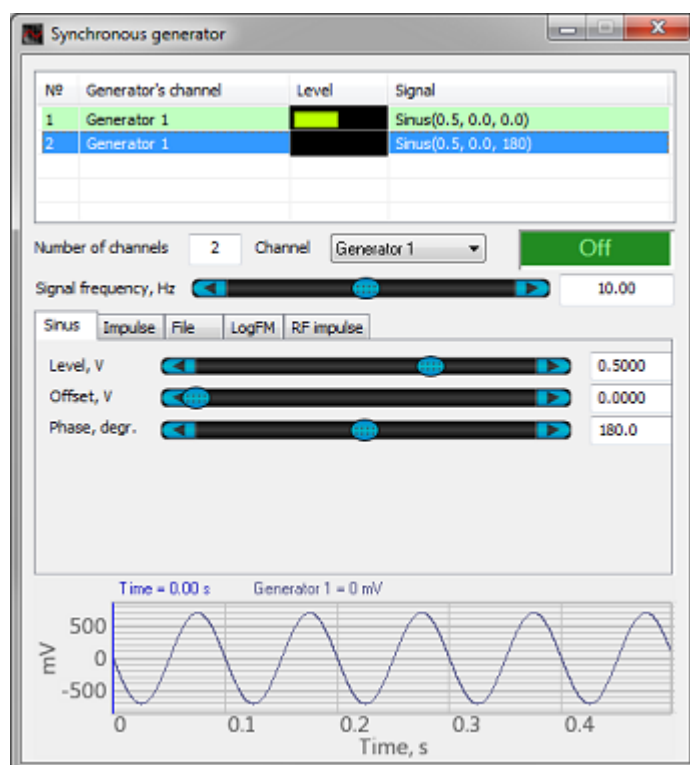 Synchronous generator
Nº Generator's channel Level Signal
1 Generator 1 Sinus(0.5, 0.0, 0.0)
2 Generator 1 Sinus(0.5, 0.0, 180)
Number of channels 2 Channel Generator 1 Off
Signal frequency, Hz 10.00
Sinus Impulse File LogFM RF impulse
Level, V 0.5000
Offset, V 0.0000
Phase, degr. 180.0
Time = 0.00 s Generator 1 = 0 mV
500
0
-500
mV
0 0.1 0.2 0.3 0.4
Time, s